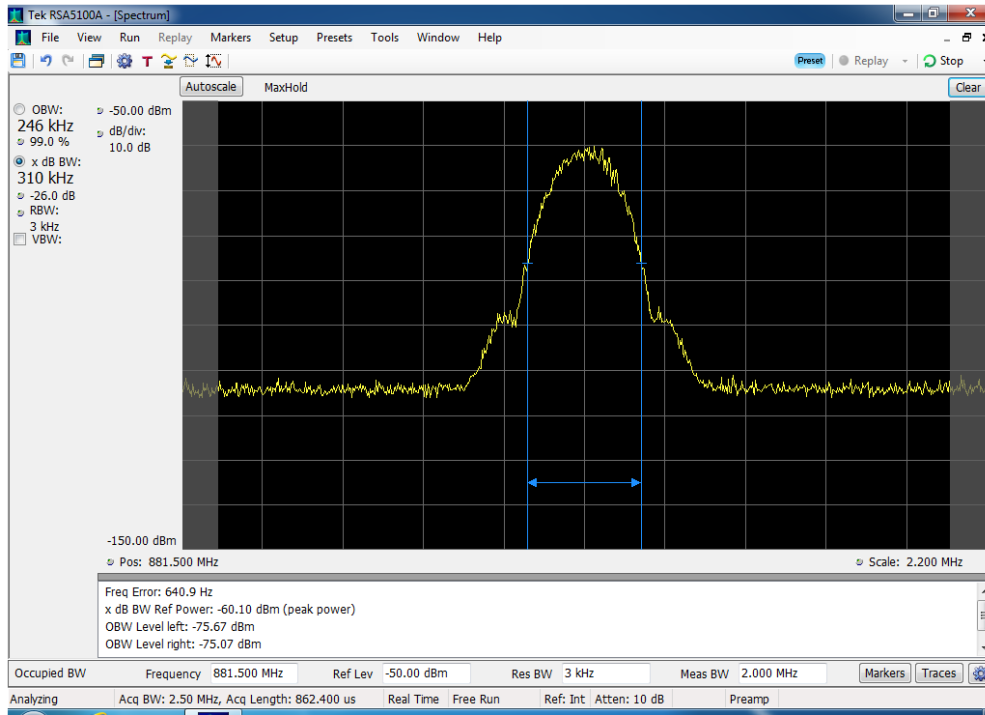 Tek RSA5100A - [Spectrum]
File View Run Replay Markers Setup Presets Tools Window Help
Preset Replay Stop
Autoscale MaxHold Clear
OBW:
246 kHz
99.0 %
x dB BW:
310 kHz
-26.0 dB
RBW:
3 kHz
VBW:
-50.00 dBm
dB/div:
10.0 dB
-150.00 dBm
Pos: 881.500 MHz Scale: 2.200 MHz
Freq Error: 640.9 Hz
x dB BW Ref Power: -60.10 dBm (peak power)
OBW Level left: -75.67 dBm
OBW Level right: -75.07 dBm
Occupied BW Frequency 881.500 MHz Ref Lev -50.00 dBm Res BW 3 kHz Meas BW 2.000 MHz Markers Traces
Analyzing Acq BW: 2.50 MHz, Acq Length: 862.400 us Real Time Free Run Ref: Int Atten: 10 dB Preamp